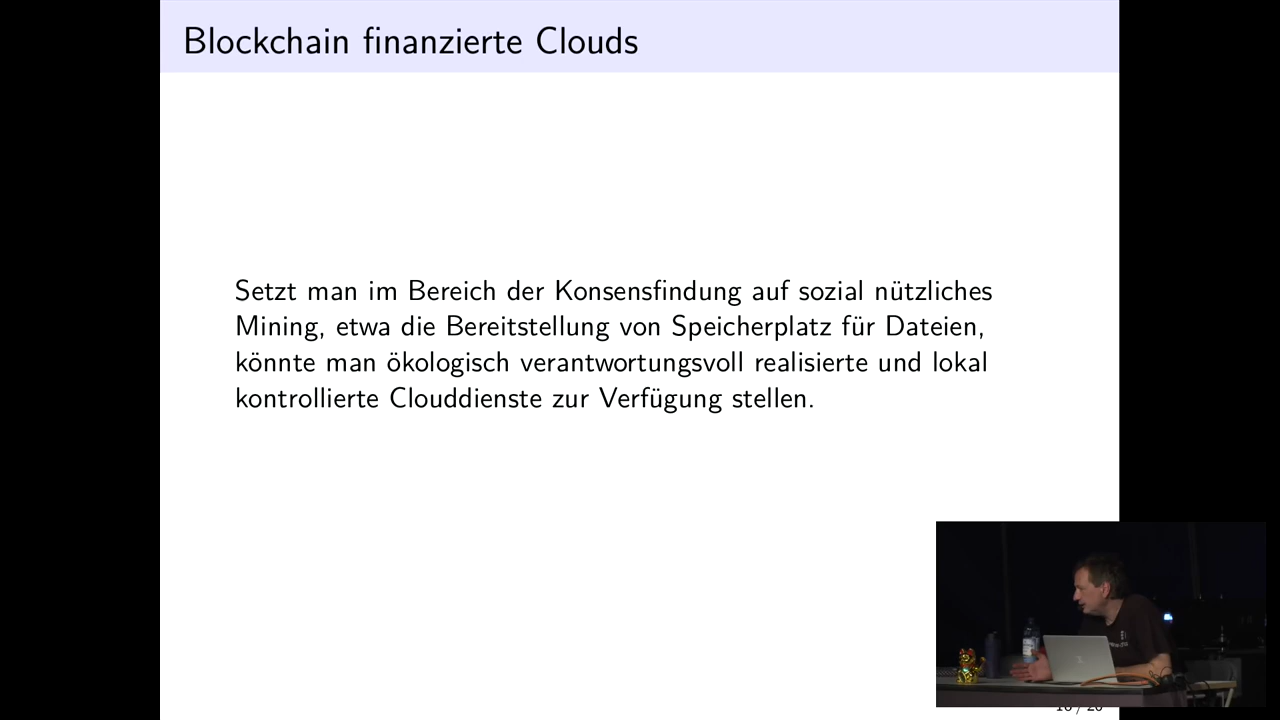 Blockchain finanzierte Clouds
Setzt man im Bereich der Konsensfindung auf sozial nützliches
Mining, etwa die Bereitstellung von Speicherplatz für Dateien,
könnte man ökologisch verantwortungsvoll realisierte und lokal
kontrollierte Clouddienste zur Verfügung stellen.